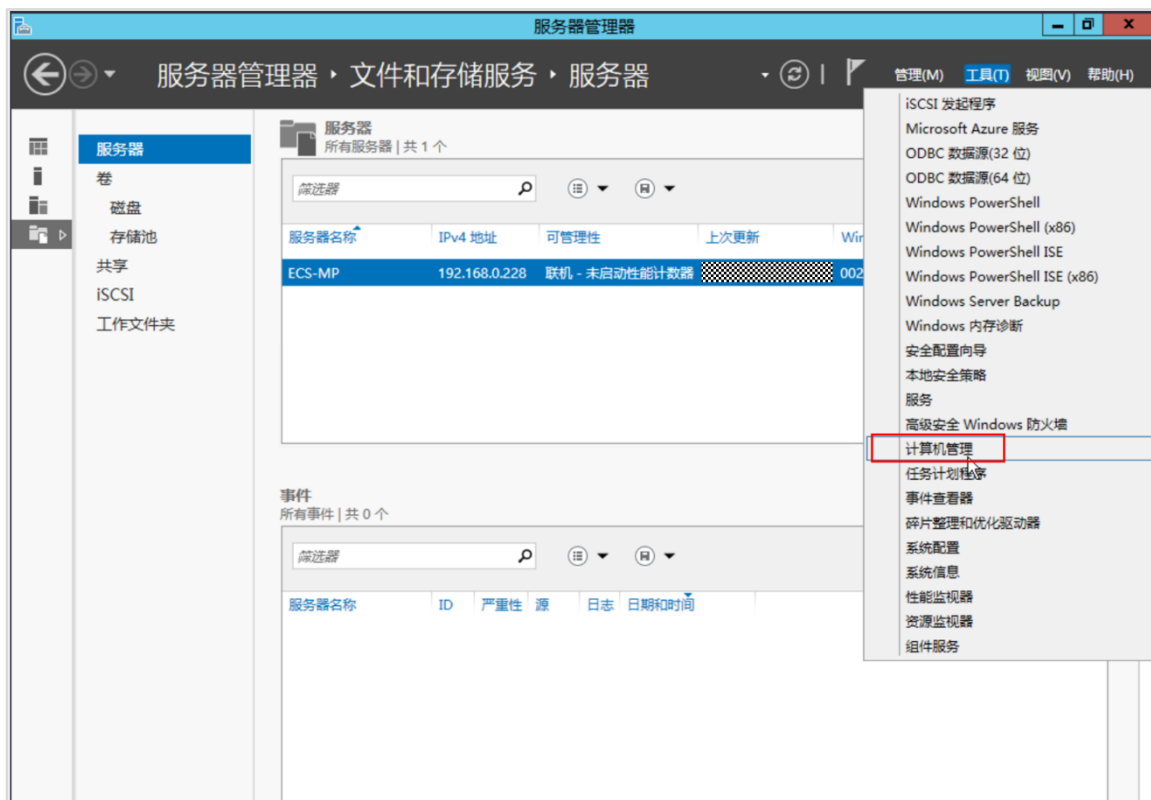 服务器管理器
服务器管理器 ‣ 文件和存储服务 ‣ 服务器
管理(M) 工具(T) 视图(V) 帮助(H)
服务器
卷
磁盘
存储池
共享
iSCSI
工作文件夹
服务器
所有服务器 | 共 1 个
筛选器
服务器名称 IPv4 地址 可管理性 上次更新 Wir
ECS-MP 192.168.0.228 联机 - 未启动性能计数器 002
事件
所有事件 | 共 0 个
筛选器
服务器名称 ID 严重性 源 日志 日期和时间
iSCSI 发起程序
Microsoft Azure 服务
ODBC 数据源(32 位)
ODBC 数据源(64 位)
Windows PowerShell
Windows PowerShell (x86)
Windows PowerShell ISE
Windows PowerShell ISE (x86)
Windows Server Backup
Windows 内存诊断
安全配置向导
本地安全策略
服务
高级安全 Windows 防火墙
计算机管理
任务计划程序
事件查看器
碎片整理和优化驱动器
系统配置
系统信息
性能监视器
资源监视器
组件服务